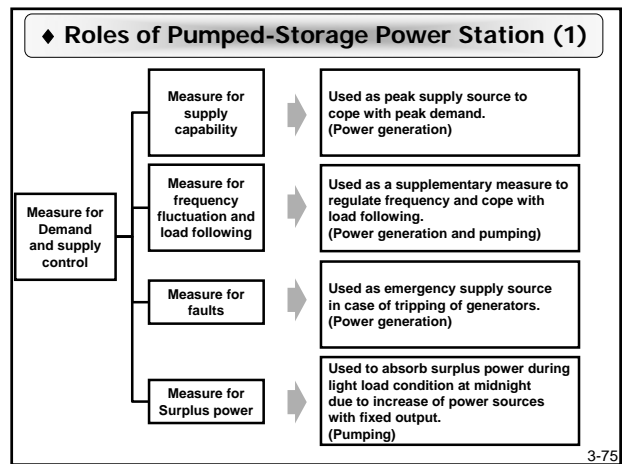 ♦ Roles of Pumped-Storage Power Station (1)
Measure for
Demand
and supply
control
Measure for
supply
capability
Used as peak supply source to
cope with peak demand.
(Power generation)
Measure for
frequency
fluctuation and
load following
Used as a supplementary measure to
regulate frequency and cope with
load following.
(Power generation and pumping)
Measure for
faults
Used as emergency supply source
in case of tripping of generators.
(Power generation)
Measure for
Surplus power
Used to absorb surplus power during
light load condition at midnight
due to increase of power sources
with fixed output.
(Pumping)
3-75